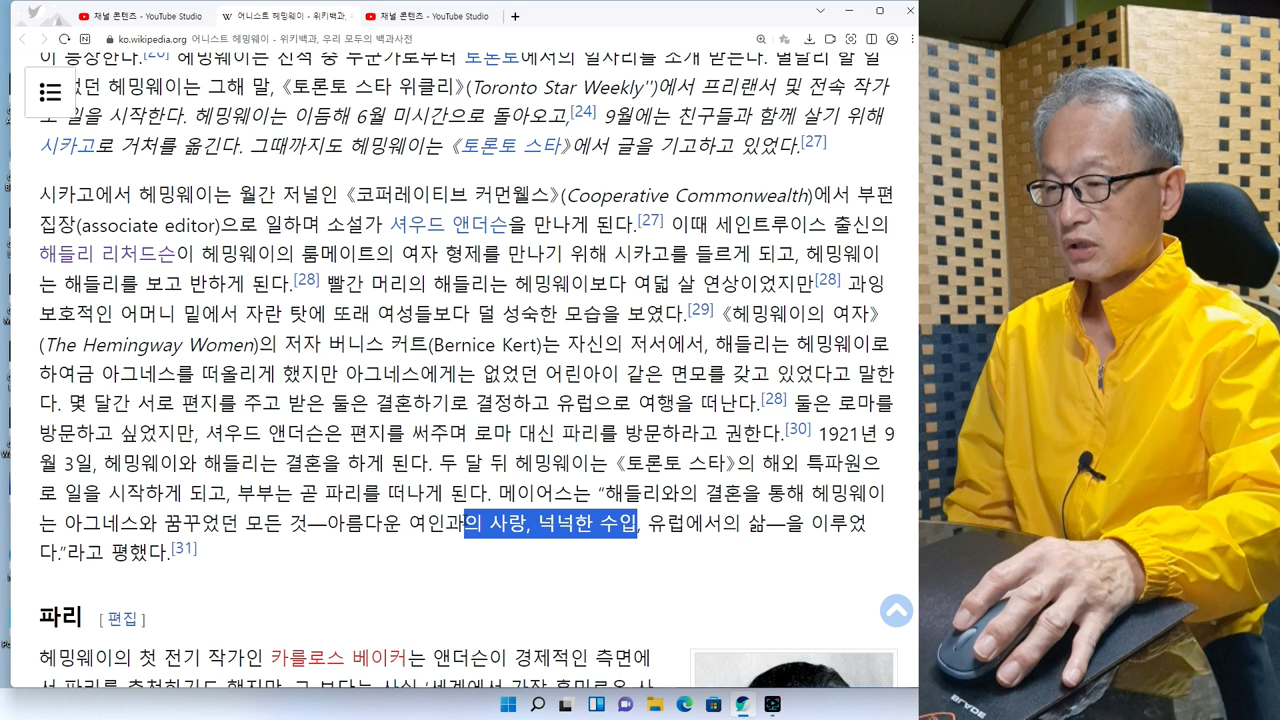 재널 콘텐츠 - YouTube Studio
어니스트 헤밍웨이 - 위키백과,
재널 콘텐츠 - YouTube Studio
ko.wikipedia.org 어니스트 헤밍웨이 - 위키백과, 우리 모두의 백과사전
던 헤밍웨이는 그해 말, 《토론토 스타 위클리》(Toronto Star Weekly'')에서 프리랜서 및 전속 작가
일을 시작한다. 헤밍웨이는 이듬해 6월 미시간으로 돌아오고,[24] 9월에는 친구들과 함께 살기 위해
시카고로 거처를 옮긴다. 그때까지도 헤밍웨이는 《토론토 스타》에서 글을 기고하고 있었다.[27]
시카고에서 헤밍웨이는 월간 저널인 《코퍼레이티브 커먼웰스》(Cooperative Commonwealth)에서 부편
집장(associate editor)으로 일하며 소설가 셔우드 앤더슨을 만나게 된다.[27] 이때 세인트루이스 출신의
해들리 리처드슨이 헤밍웨이의 룸메이트의 여자 형제를 만나기 위해 시카고를 들르게 되고, 헤밍웨이
는 해들리를 보고 반하게 된다.[28] 빨간 머리의 해들리는 헤밍웨이보다 여덟 살 연상이었지만[28] 과잉
보호적인 어머니 밑에서 자란 탓에 또래 여성들보다 덜 성숙한 모습을 보였다.[29] 《헤밍웨이의 여자》
(The Hemingway Women)의 저자 버니스 커트(Bernice Kert)는 자신의 저서에서, 해들리는 헤밍웨이로
하여금 아그네스를 떠올리게 했지만 아그네스에게는 없었던 어린아이 같은 면모를 갖고 있었다고 말한
다. 몇 달간 서로 편지를 주고 받은 둘은 결혼하기로 결정하고 유럽으로 여행을 떠난다.[28] 둘은 로마를
방문하고 싶었지만, 셔우드 앤더슨은 편지를 써주며 로마 대신 파리를 방문하라고 권한다.[30] 1921년 9
월 3일, 헤밍웨이와 해들리는 결혼을 하게 된다. 두 달 뒤 헤밍웨이는 《토론토 스타》의 해외 특파원으
로 일을 시작하게 되고, 부부는 곧 파리를 떠나게 된다. 메이어스는 “해들리와의 결혼을 통해 헤밍웨이
는 아그네스와 꿈꾸었던 모든 것—아름다운 여인과의 사랑, 넉넉한 수입, 유럽에서의 삶—을 이루었
다.”라고 평했다.[31]
파리 [ 편집 ]
헤밍웨이의 첫 전기 작가인 카를로스 베이커는 앤더슨이 경제적인 측면에
BLADE